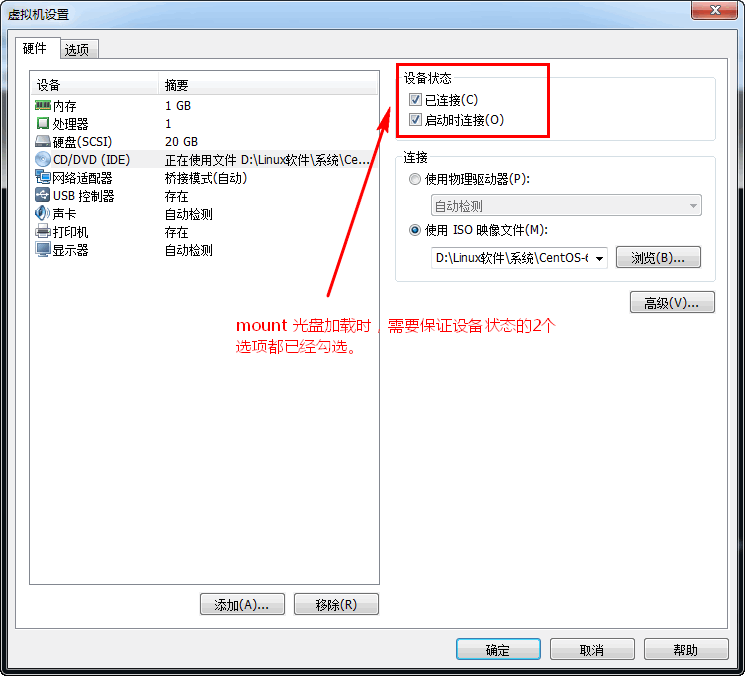 虚拟机设置
硬件 选项
设备 摘要
内存 1 GB
处理器 1
硬盘(SCSI) 20 GB
CD/DVD (IDE) 正在使用文件 D:\Linux软件\系统\Ce...
网络适配器 桥接模式(自动)
USB 控制器 存在
声卡 自动检测
打印机 存在
显示器 自动检测
添加(A)... 移除(R)
设备状态
已连接(C)
启动时连接(O)
连接
使用物理驱动器(P):
自动检测
使用 ISO 映像文件(M):
D:\Linux软件\系统\CentOS-6 浏览(B)...
高级(V)...
mount 光盘加载时，需要保证设备状态的2个
选项都已经勾选。
确定 取消 帮助